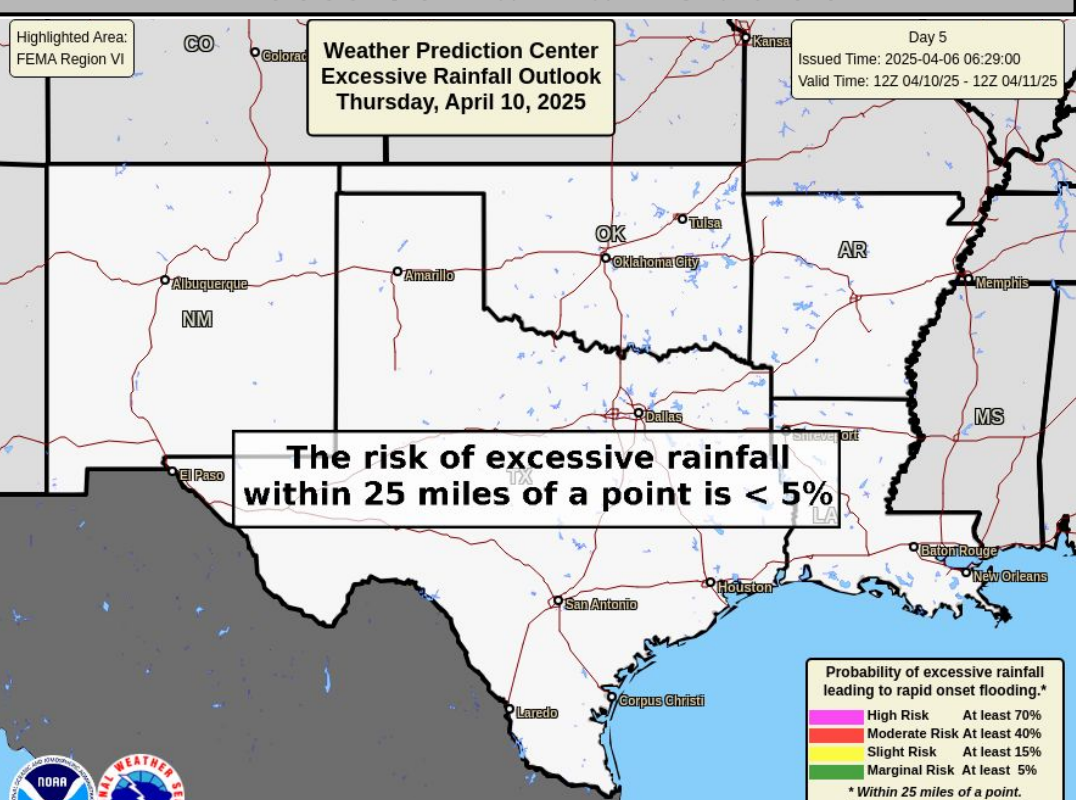 Highlighted Area:
FEMA Region VI
Weather Prediction Center
Excessive Rainfall Outlook
Thursday, April 10, 2025
Day 5
Issued Time: 2025-04-06 06:29:00
Valid Time: 12Z 04/10/25 - 12Z 04/11/25
CO
Colorad
Kansa
OK
Tulsa
Oklahoma City
AR
Amarillo
Albuquerque
Memphis
NM
Dallas
MS
Shreveport
The risk of excessive rainfall
within 25 miles of a point is < 5%
TX
El Paso
LA
Baton Rouge
New Orleans
Houston
San Antonio
Corpus Christi
Laredo
Probability of excessive rainfall
leading to rapid onset flooding.*
High Risk At least 70%
Moderate Risk At least 40%
Slight Risk At least 15%
Marginal Risk At least 5%
* Within 25 miles of a point.
NOAA
NAL WEATHER SE